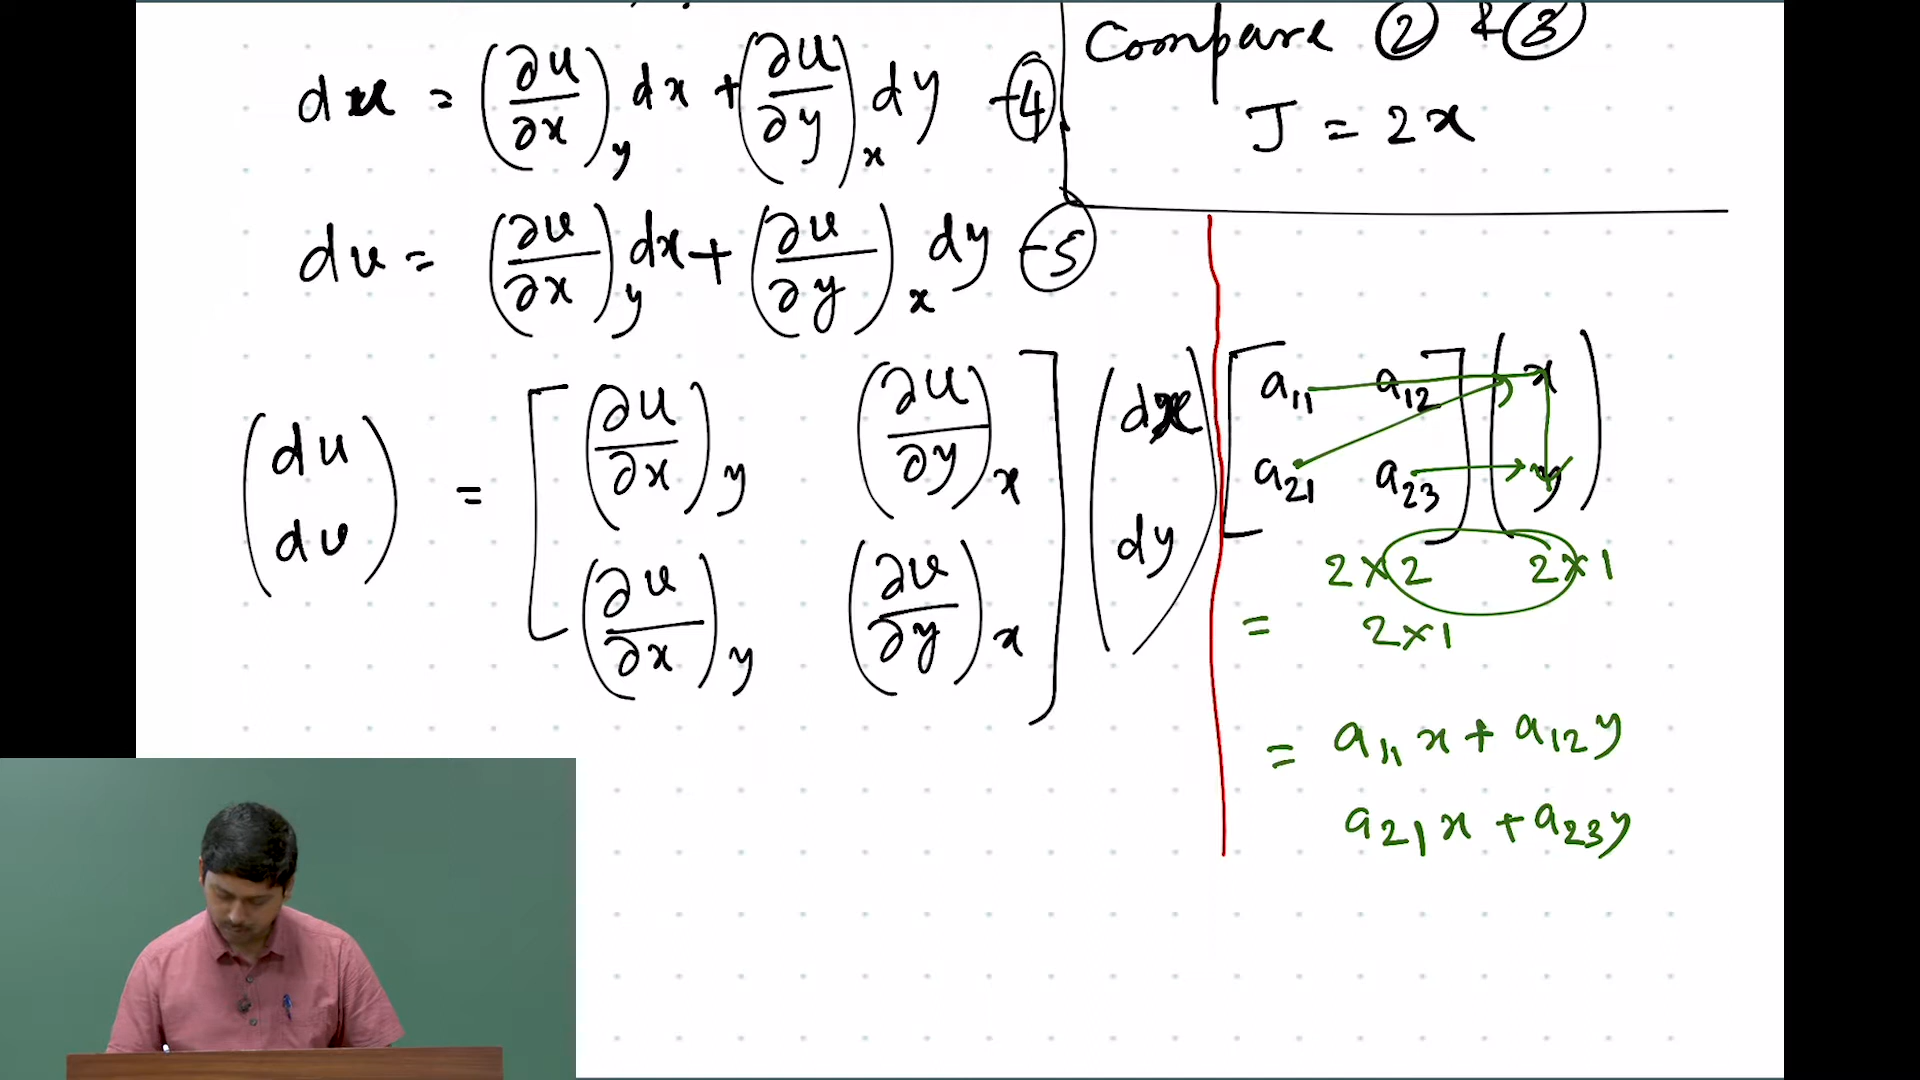 Compare ② & ③
J = 2x
du = (∂u/∂x)_y dx + (∂u/∂y)_x dy - ④
dv = (∂v/∂x)_y dx + (∂v/∂y)_x dy - ⑤
(du dv) = [(∂u/∂x)_y (∂u/∂y)_x (∂v/∂x)_y (∂v/∂y)_x] (dx dy)
[a₁₁ a₁₂ a₂₁ a₂₃] (x y)
2×2 2×1
= 2×1
= a₁₁x + a₁₂y
a₂₁x + a₂₃y